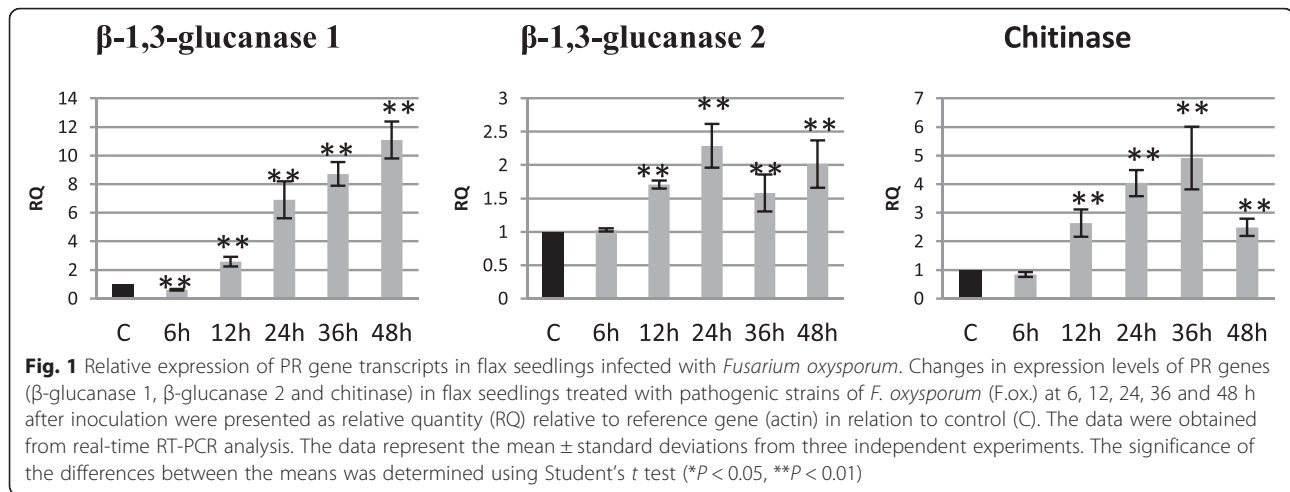 β-1,3-glucanase 1
β-1,3-glucanase 2
Chitinase
RQ
14
12
10
8
6
4
2
0
**
**
**
**
**
C 6h 12h 24h 36h 48h
RQ
3
2.5
2
1.5
1
0.5
0
**
**
**
**
C 6h 12h 24h 36h 48h
RQ
7
6
5
4
3
2
1
0
**
**
**
**
C 6h 12h 24h 36h 48h
Fig. 1 Relative expression of PR gene transcripts in flax seedlings infected with Fusarium oxysporum. Changes in expression levels of PR genes
(β-glucanase 1, β-glucanase 2 and chitinase) in flax seedlings treated with pathogenic strains of F. oxysporum (F.ox.) at 6, 12, 24, 36 and 48 h
after inoculation were presented as relative quantity (RQ) relative to reference gene (actin) in relation to control (C). The data were obtained
from real-time RT-PCR analysis. The data represent the mean ± standard deviations from three independent experiments. The significance of
the differences between the means was determined using Student's t test (*P < 0.05, **P < 0.01)